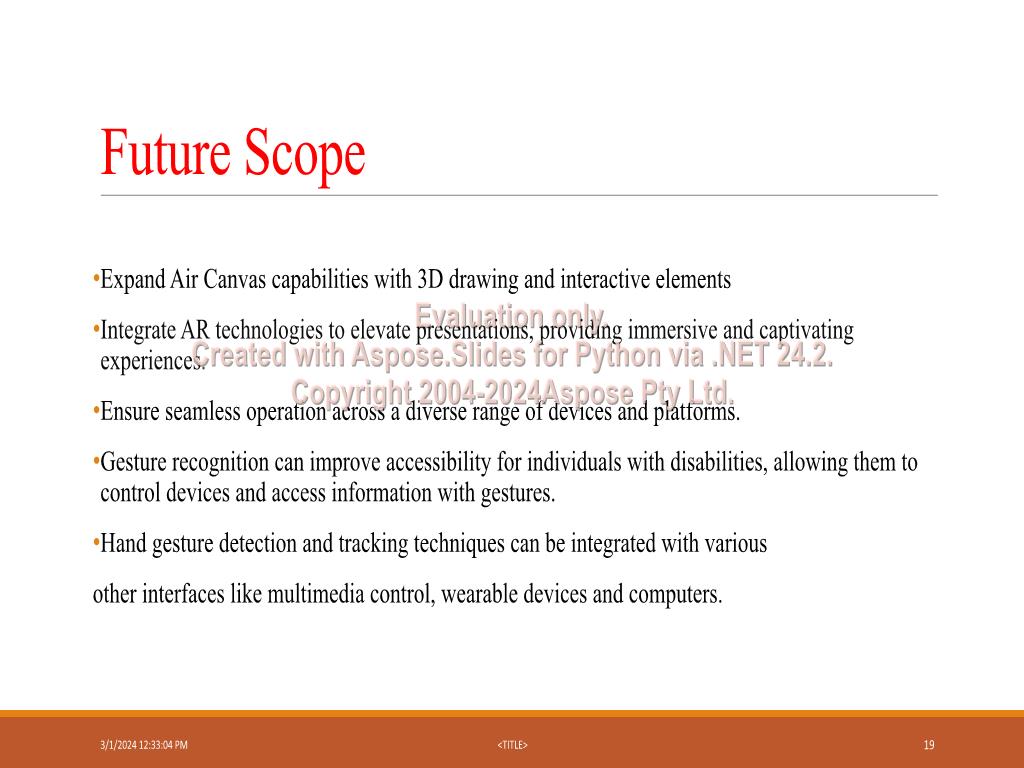 Future Scope
•Expand Air Canvas capabilities with 3D drawing and interactive elements
Evaluation only.
•Integrate AR technologies to elevate presentations, providing immersive and captivating
experiences.
Created with Aspose.Slides for Python via .NET 24.2.
Copyright 2004-2024Aspose Pty Ltd.
•Ensure seamless operation across a diverse range of devices and platforms.
•Gesture recognition can improve accessibility for individuals with disabilities, allowing them to
control devices and access information with gestures.
•Hand gesture detection and tracking techniques can be integrated with various
other interfaces like multimedia control, wearable devices and computers.
3/1/2024 12:33:04 PM
<TITLE>
19